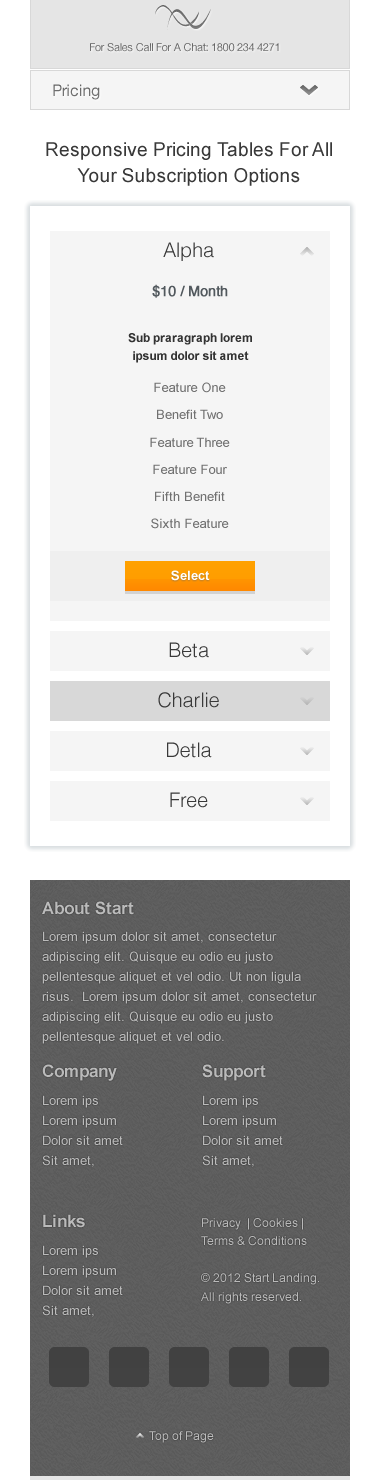 For Sales Call For A Chat: 1800 234 4271
Pricing
Responsive Pricing Tables For All
Your Subscription Options
Alpha
$10 / Month
Sub praragraph lorem
ipsum dolor sit amet
Feature One
Benefit Two
Feature Three
Feature Four
Fifth Benefit
Sixth Feature
Select
Beta
Charlie
Detla
Free
About Start
Lorem ipsum dolor sit amet, consectetur
adipiscing elit. Quisque eu odio eu justo
pellentesque aliquet et vel odio. Ut non ligula
risus.  Lorem ipsum dolor sit amet, consectetur
adipiscing elit. Quisque eu odio eu justo
pellentesque aliquet et vel odio.
Company
Lorem ips
Lorem ipsum
Dolor sit amet
Sit amet,
Support
Lorem ips
Lorem ipsum
Dolor sit amet
Sit amet,
Links
Lorem ips
Lorem ipsum
Dolor sit amet
Sit amet,
Privacy | Cookies |
Terms & Conditions
© 2012 Start Landing.
All rights reserved.
Top of Page